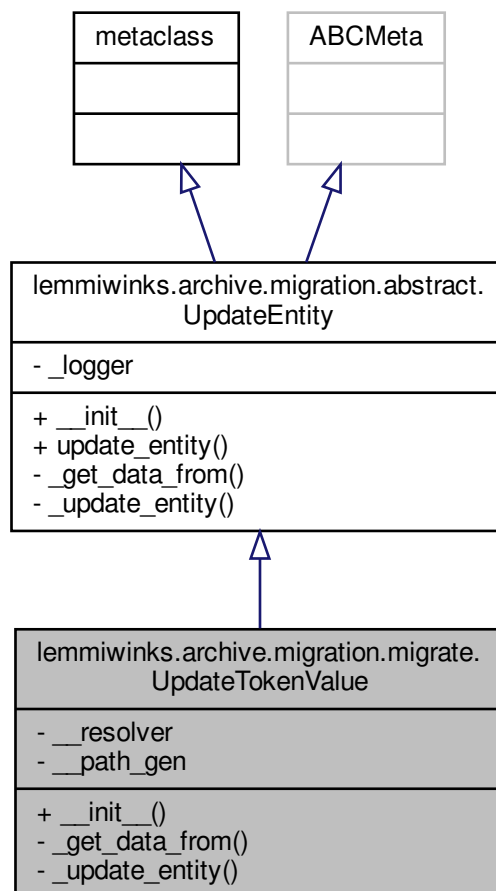 metaclass
ABCMeta
lemmiwinks.archive.migration.abstract.
UpdateEntity
- _logger
+ __init__()
+ update_entity()
- _get_data_from()
- _update_entity()
lemmiwinks.archive.migration.migrate.
UpdateTokenValue
- __resolver
- __path_gen
+ __init__()
- _get_data_from()
- _update_entity()